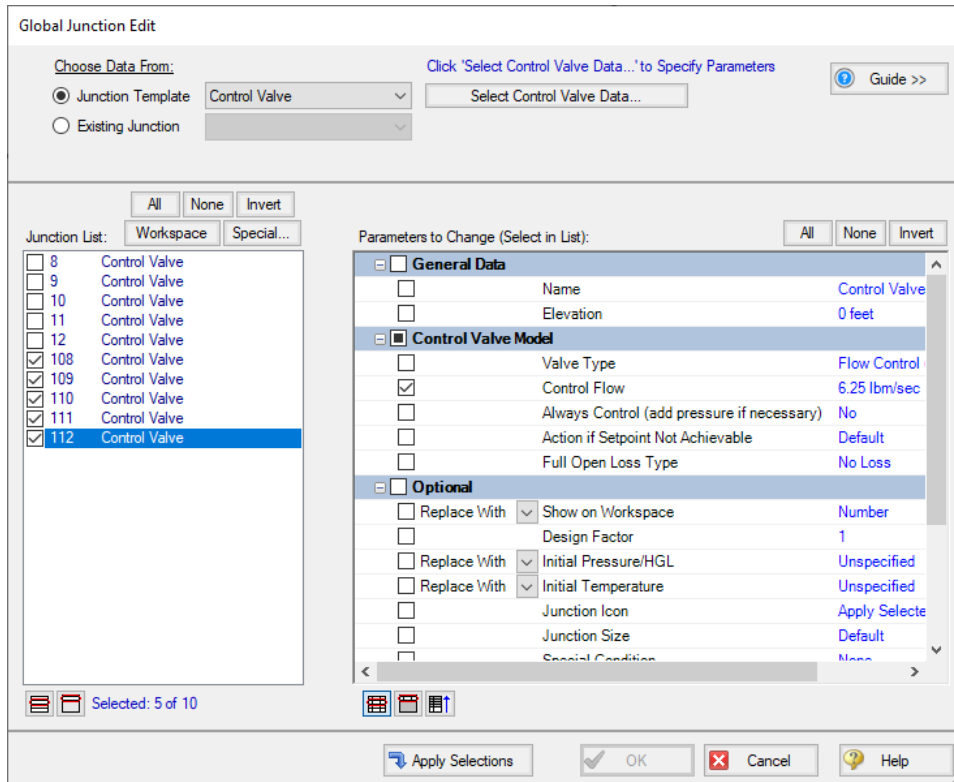 Global Junction Edit
Choose Data From:
Click 'Select Control Valve Data...' to Specify Parameters
Guide >>
Junction Template
Control Valve
Select Control Valve Data...
Existing Junction
All None Invert
Junction List: Workspace Special...
8 Control Valve
9 Control Valve
10 Control Valve
11 Control Valve
12 Control Valve
108 Control Valve
109 Control Valve
110 Control Valve
111 Control Valve
112 Control Valve
Selected: 5 of 10
Parameters to Change (Select in List): All None Invert
General Data
Name Control Valve
Elevation 0 feet
Control Valve Model
Valve Type Flow Control
Control Flow 6.25 lbm/sec
Always Control (add pressure if necessary) No
Action if Setpoint Not Achievable Default
Full Open Loss Type No Loss
Optional
Replace With Show on Workspace Number
Design Factor 1
Replace With Initial Pressure/HGL Unspecified
Replace With Initial Temperature Unspecified
Junction Icon Apply Selecte
Junction Size Default
Special Condition None
Apply Selections OK Cancel Help